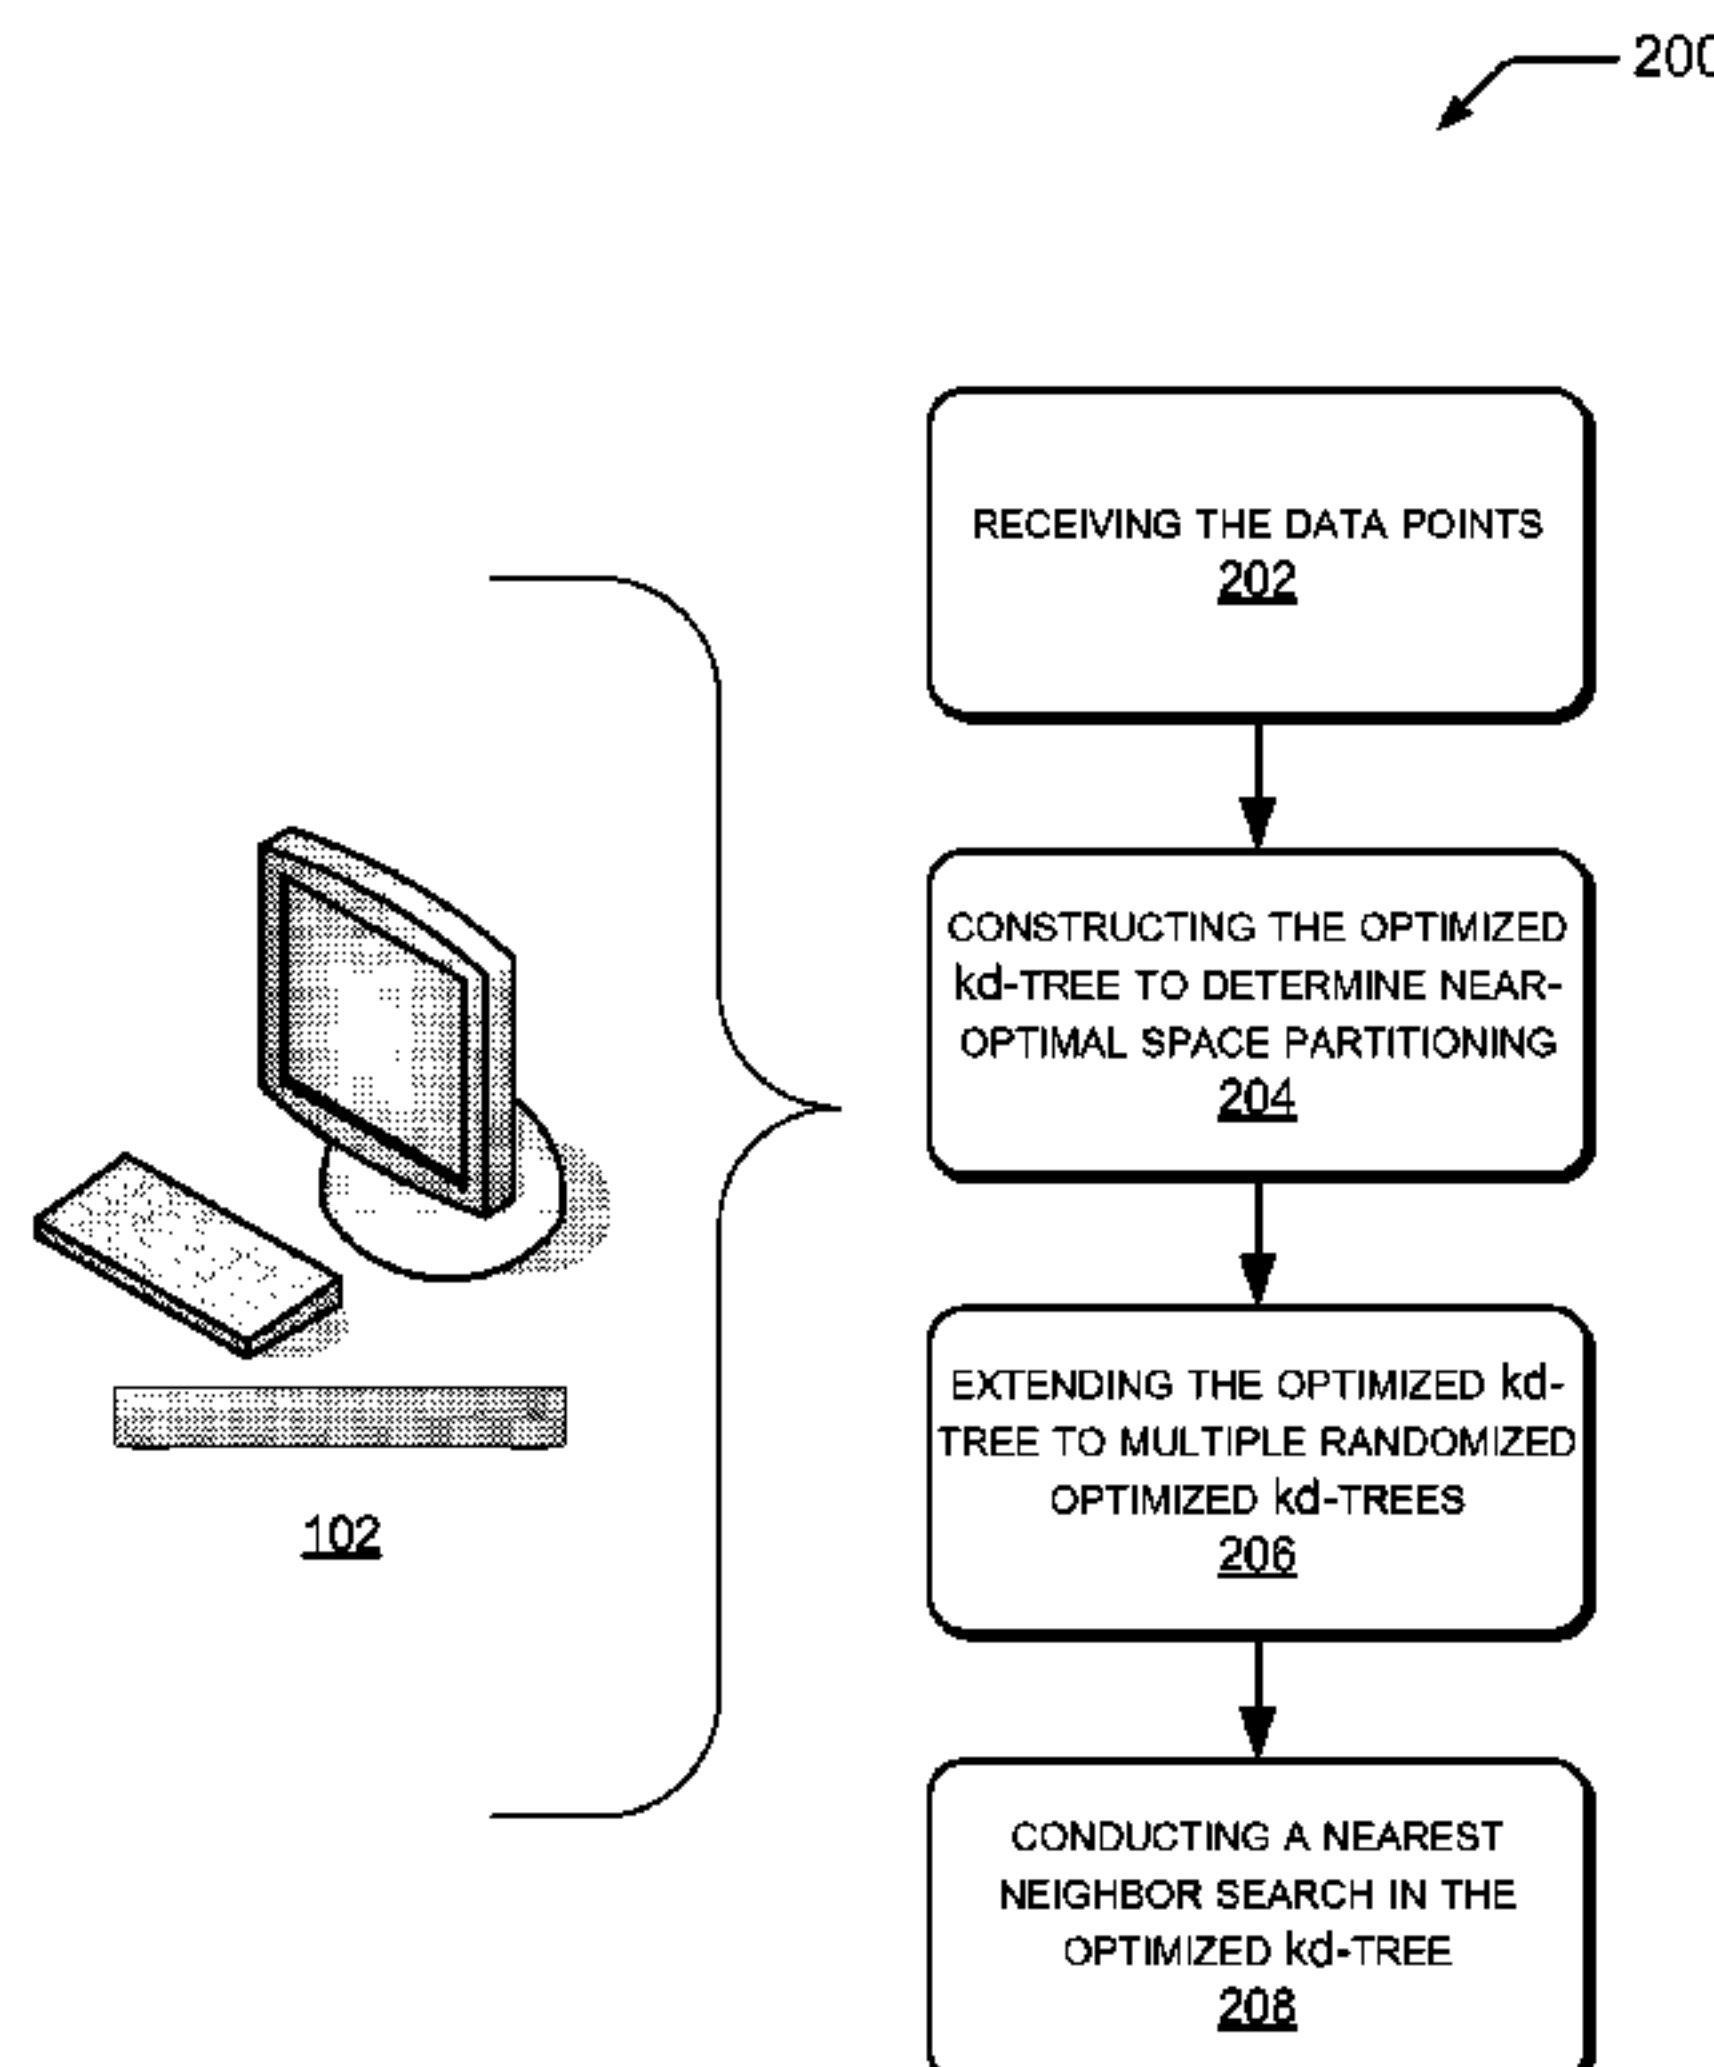 200
RECEIVING THE DATA POINTS
202
CONSTRUCTING THE OPTIMIZED
kd-TREE TO DETERMINE NEAR-
OPTIMAL SPACE PARTITIONING
204
EXTENDING THE OPTIMIZED kd-
TREE TO MULTIPLE RANDOMIZED
OPTIMIZED kd-TREES
206
102
CONDUCTING A NEAREST
NEIGHBOR SEARCH IN THE
OPTIMIZED kd-TREE
208